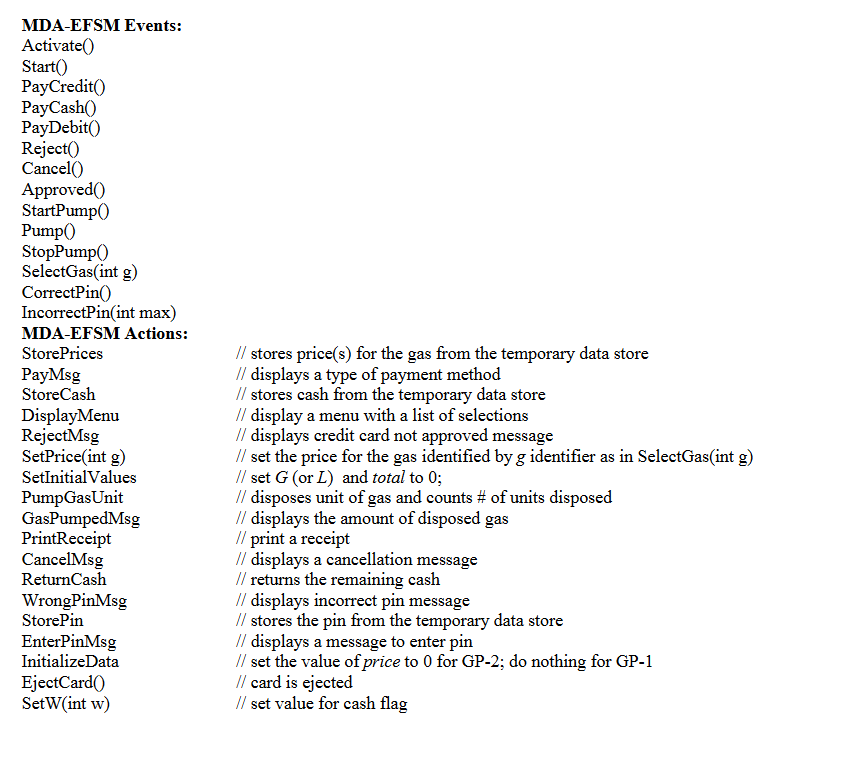 MDA-EFSM Events:
Activate()
Start()
PayCredit()
PayCash()
PayDebit()
Reject()
Cancel()
Approved()
StartPump()
Pump()
StopPump()
SelectGas(int g)
CorrectPin()
IncorrectPin(int max)
MDA-EFSM Actions:
StorePrices // stores price(s) for the gas from the temporary data store
PayMsg // displays a type of payment method
StoreCash // stores cash from the temporary data store
DisplayMenu // display a menu with a list of selections
RejectMsg // displays credit card not approved message
SetPrice(int g) // set the price for the gas identified by g identifier as in SelectGas(int g)
SetInitialValues // set G (or L) and total to 0;
PumpGasUnit // disposes unit of gas and counts # of units disposed
GasPumpedMsg // displays the amount of disposed gas
PrintReceipt // print a receipt
CancelMsg // displays a cancellation message
ReturnCash // returns the remaining cash
WrongPinMsg // displays incorrect pin message
StorePin // stores the pin from the temporary data store
EnterPinMsg // displays a message to enter pin
InitializeData // set the value of price to 0 for GP-2; do nothing for GP-1
EjectCard() // card is ejected
SetW(int w) // set value for cash flag